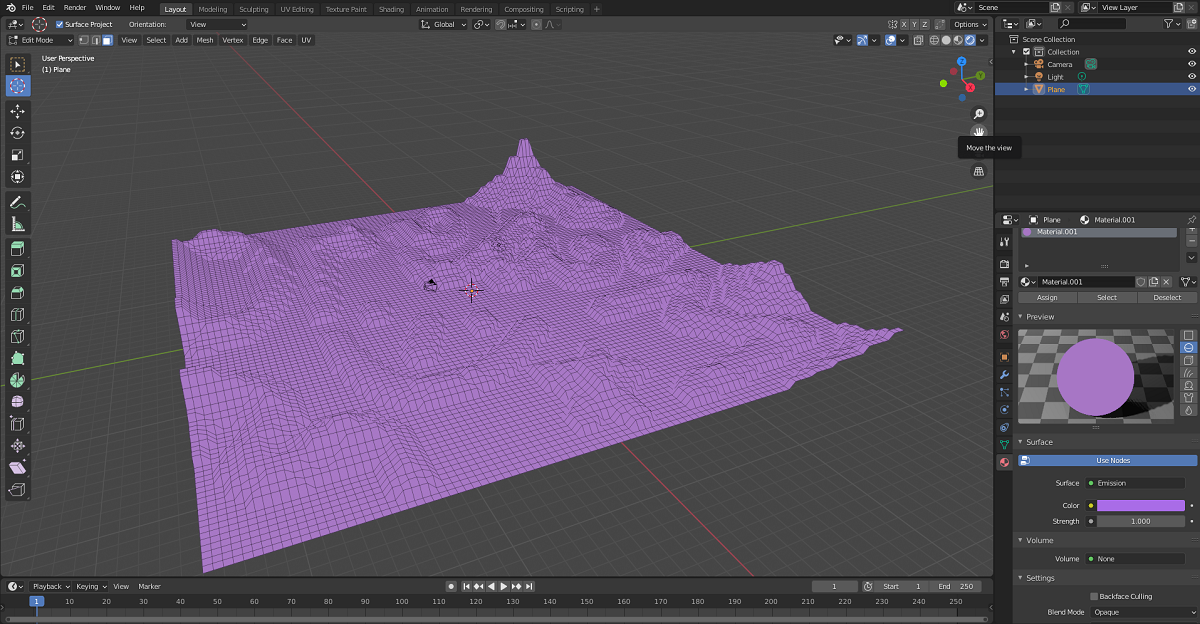 File Edit Render Window Help Layout Modeling Sculpting UV Editing Texture Paint Shading Animation Rendering Compositing Scripting + Scene View Layer
Surface Project Orientation: View Global X Y Z Options
Edit Mode View Select Add Mesh Vertex Edge Face UV
User Perspective
(1) Plane
Z
Y
X
Move the view
Scene Collection
Collection
Camera
Light
Plane
Plane Material.001
Material.001
Material.001
Assign Select Deselect
Preview
Surface
Use Nodes
Surface Emission
Color
Strength 1.000
Volume
Volume None
Settings
Backface Culling
Blend Mode Opaque
Playback Keying View Marker 1 Start 1 End 250
1 10 20 30 40 50 60 70 80 90 100 110 120 130 140 150 160 170 180 190 200 210 220 230 240 250